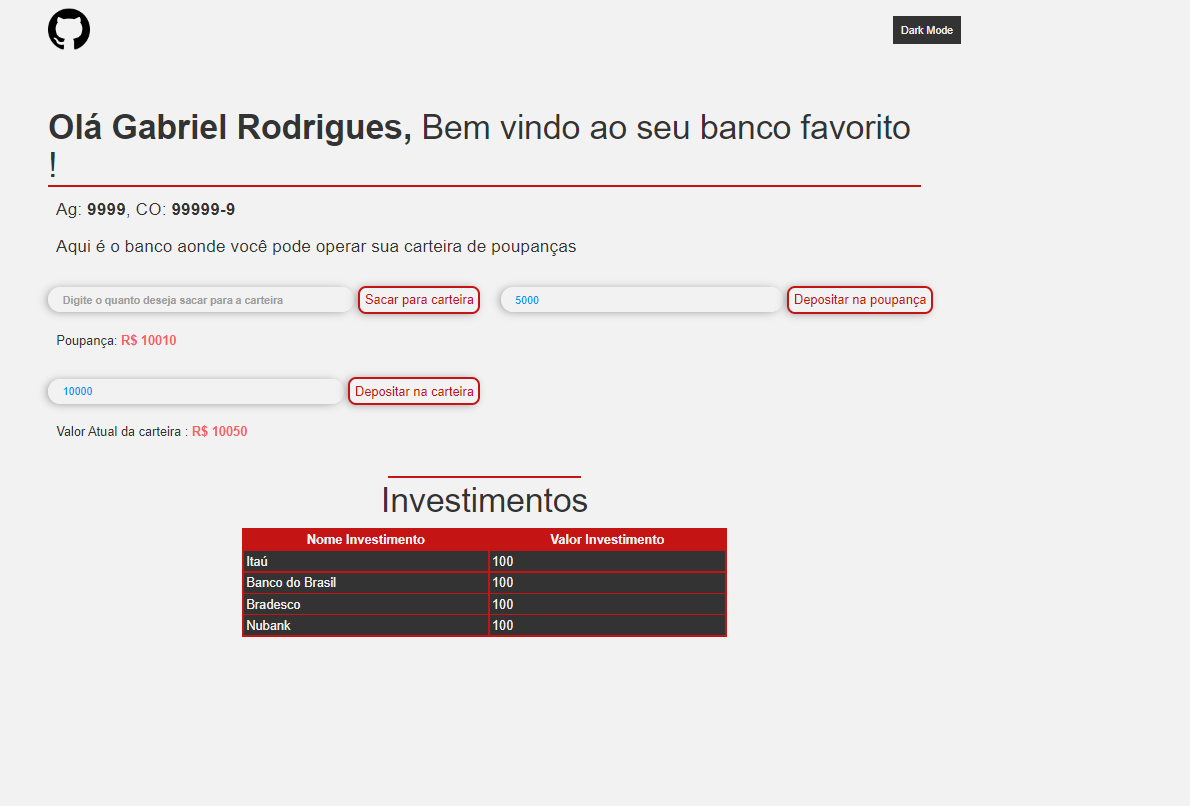 Dark Mode
Olá Gabriel Rodrigues, Bem vindo ao seu banco favorito
!
Ag: 9999, CO: 99999-9
Aqui é o banco aonde você pode operar sua carteira de poupanças
Digite o quanto deseja sacar para a carteira Sacar para carteira 5000 Depositar na poupança
Poupança: R$ 10010
10000 Depositar na carteira
Valor Atual da carteira : R$ 10050
Investimentos
Nome Investimento Valor Investimento
Itaú 100
Banco do Brasil 100
Bradesco 100
Nubank 100